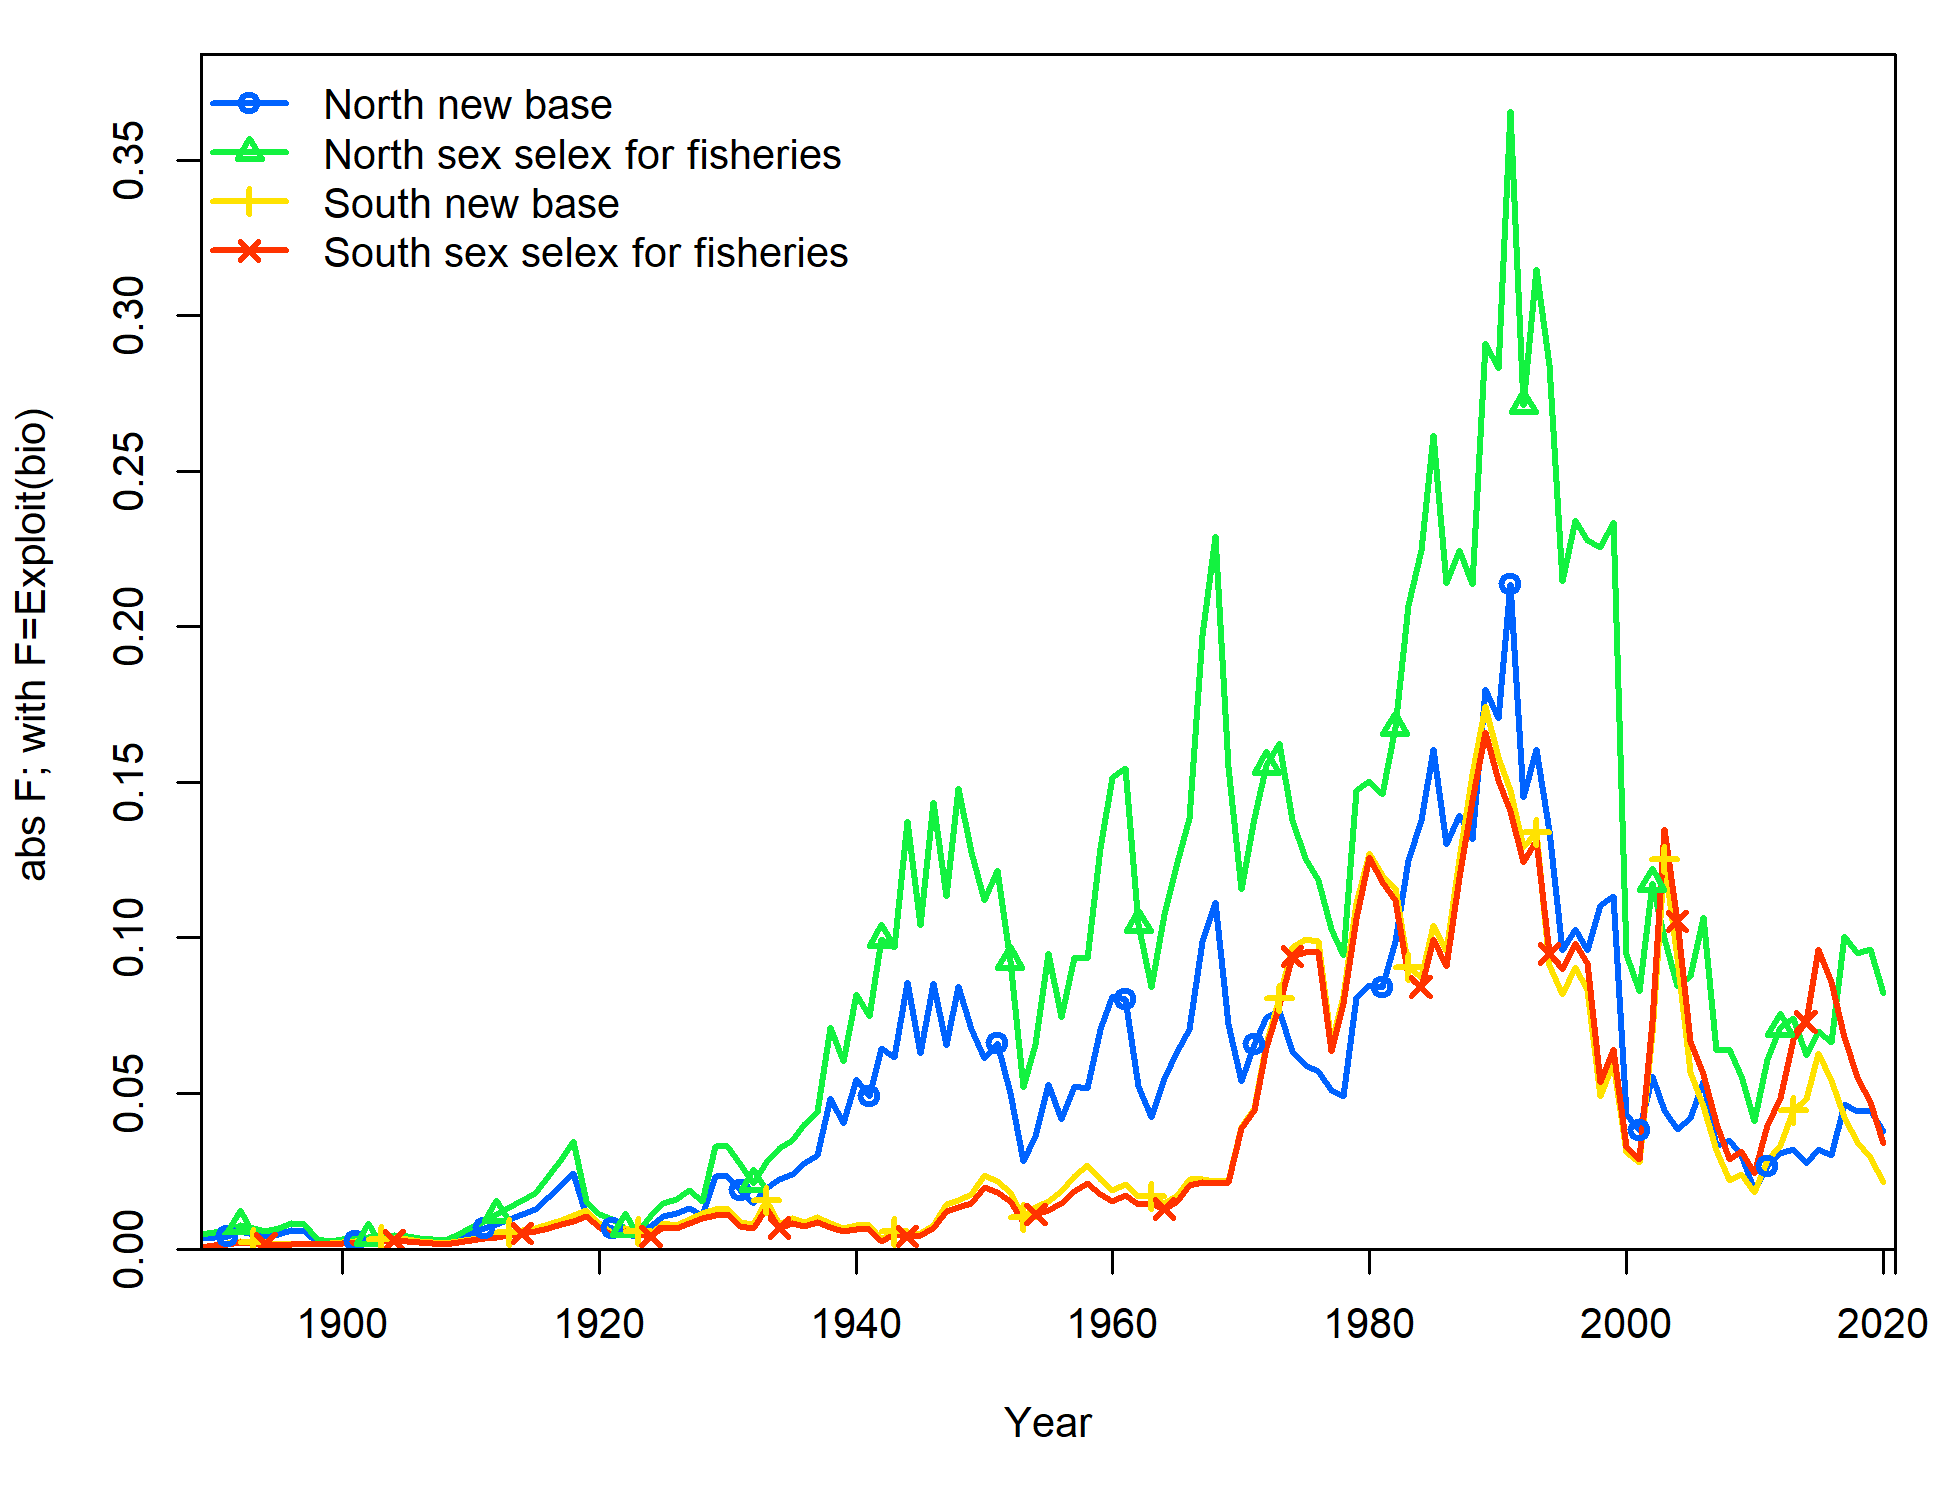 North new base
North sex selex for fisheries
South new base
South sex selex for fisheries
abs F; with F=Exploit(bio)
0.35
0.30
0.25
0.20
0.15
0.10
0.05
0.00
1900 1920 1940 1960 1980 2000 2020
Year